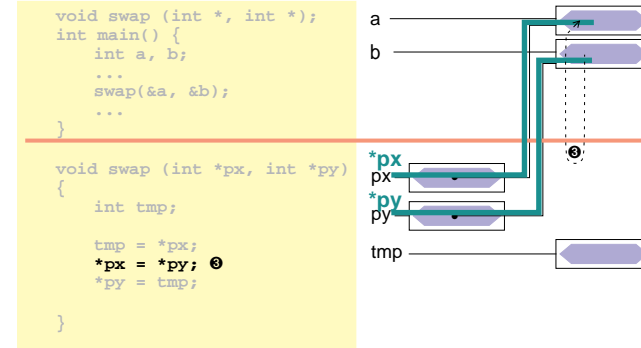 void swap (int *, int *);
int main() {
int a, b;
...
swap(&a, &b);
...
}
void swap (int *px, int *py)
{
int tmp;
tmp = *px;
*px = *py; ❸
*py = tmp;
}
a
b
❸
*px
px
*py
py
tmp